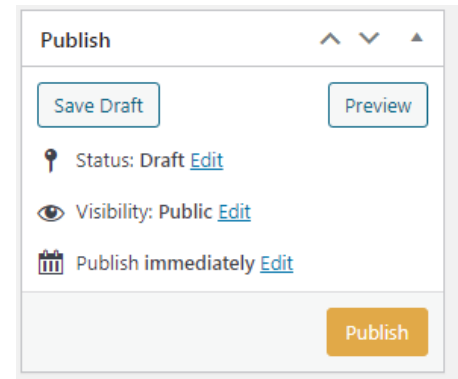 Publish
Save Draft
Preview
Status: Draft Edit
Visibility: Public Edit
Publish immediately Edit
Publish